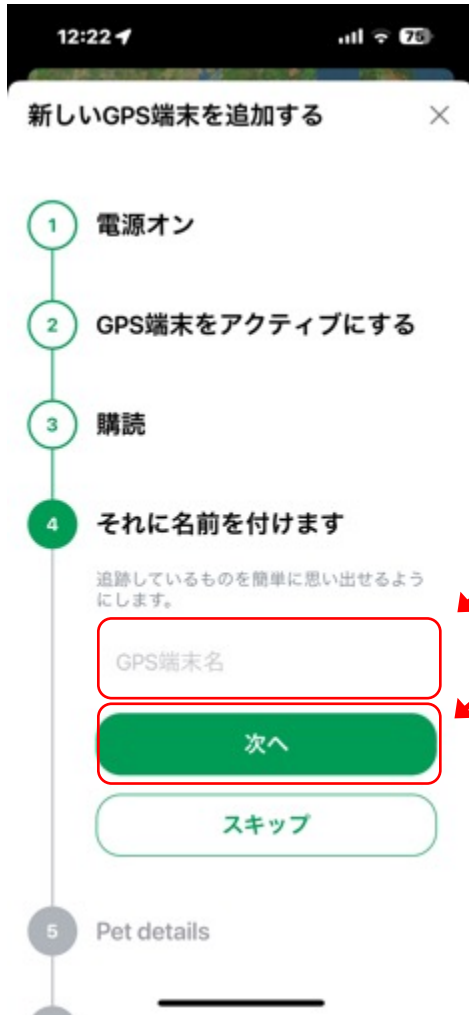 12:22
75
新しいGPS端末を追加する
1
電源オン
2
GPS端末をアクティブにする
3
購読
4
それに名前を付けます
追跡しているものを簡単に思い出せるよう
にします。
GPS端末名
次へ
スキップ
5
Pet details